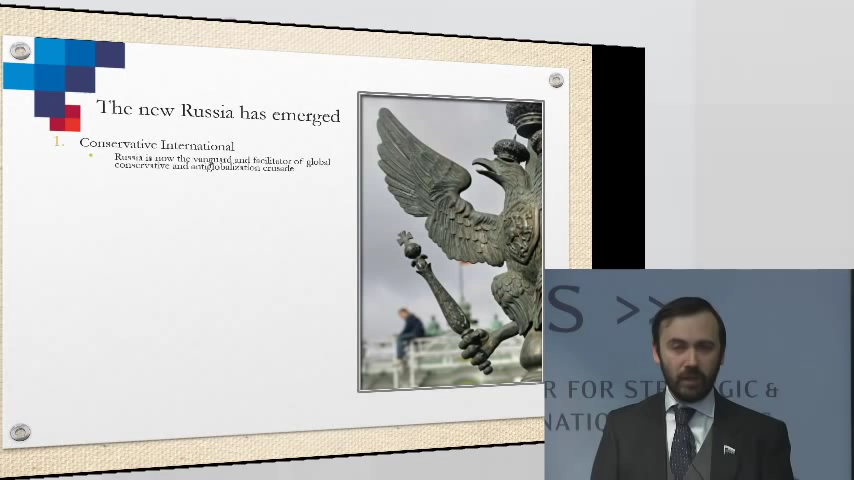 The new Russia has emerged
1. Conservative International
• Russia is now the vanguard and facilitator of global
conservative and antiglobalization crusade
S >>
R FOR STR GIC &
NATIO